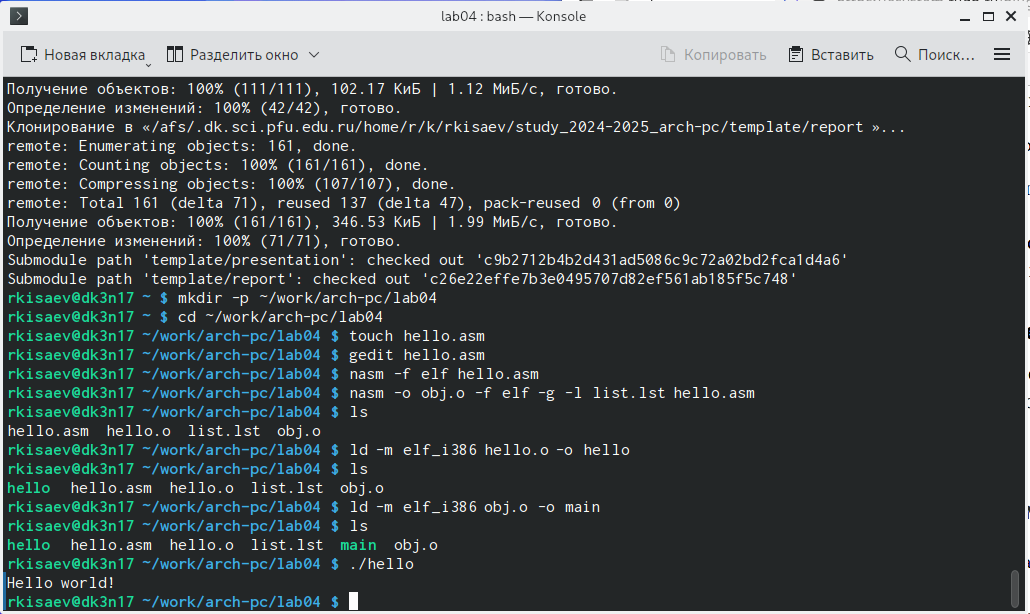 lab04 : bash — Konsole
Новая вкладка Разделить окно Копировать Вставить Поиск...
Получение объектов: 100% (111/111), 102.17 КиБ | 1.12 МиБ/с, готово.
Определение изменений: 100% (42/42), готово.
Клонирование в «/afs/.dk.sci.pfu.edu.ru/home/r/k/rkisaev/study_2024-2025_arch-pc/template/report »...
remote: Enumerating objects: 161, done.
remote: Counting objects: 100% (161/161), done.
remote: Compressing objects: 100% (107/107), done.
remote: Total 161 (delta 71), reused 137 (delta 47), pack-reused 0 (from 0)
Получение объектов: 100% (161/161), 346.53 КиБ | 1.99 МиБ/с, готово.
Определение изменений: 100% (71/71), готово.
Submodule path 'template/presentation': checked out 'c9b2712b4b2d431ad5086c9c72a02bd2fca1d4a6'
Submodule path 'template/report': checked out 'c26e22effe7b3e0495707d82ef561ab185f5c748'
rkisaev@dk3n17 ~ $ mkdir -p ~/work/arch-pc/lab04
rkisaev@dk3n17 ~ $ cd ~/work/arch-pc/lab04
rkisaev@dk3n17 ~/work/arch-pc/lab04 $ touch hello.asm
rkisaev@dk3n17 ~/work/arch-pc/lab04 $ gedit hello.asm
rkisaev@dk3n17 ~/work/arch-pc/lab04 $ nasm -f elf hello.asm
rkisaev@dk3n17 ~/work/arch-pc/lab04 $ nasm -o obj.o -f elf -g -l list.lst hello.asm
rkisaev@dk3n17 ~/work/arch-pc/lab04 $ ls
hello.asm hello.o list.lst obj.o
rkisaev@dk3n17 ~/work/arch-pc/lab04 $ ld -m elf_i386 hello.o -o hello
rkisaev@dk3n17 ~/work/arch-pc/lab04 $ ls
hello hello.asm hello.o list.lst obj.o
rkisaev@dk3n17 ~/work/arch-pc/lab04 $ ld -m elf_i386 obj.o -o main
rkisaev@dk3n17 ~/work/arch-pc/lab04 $ ls
hello hello.asm hello.o list.lst main obj.o
rkisaev@dk3n17 ~/work/arch-pc/lab04 $ ./hello
Hello world!
rkisaev@dk3n17 ~/work/arch-pc/lab04 $